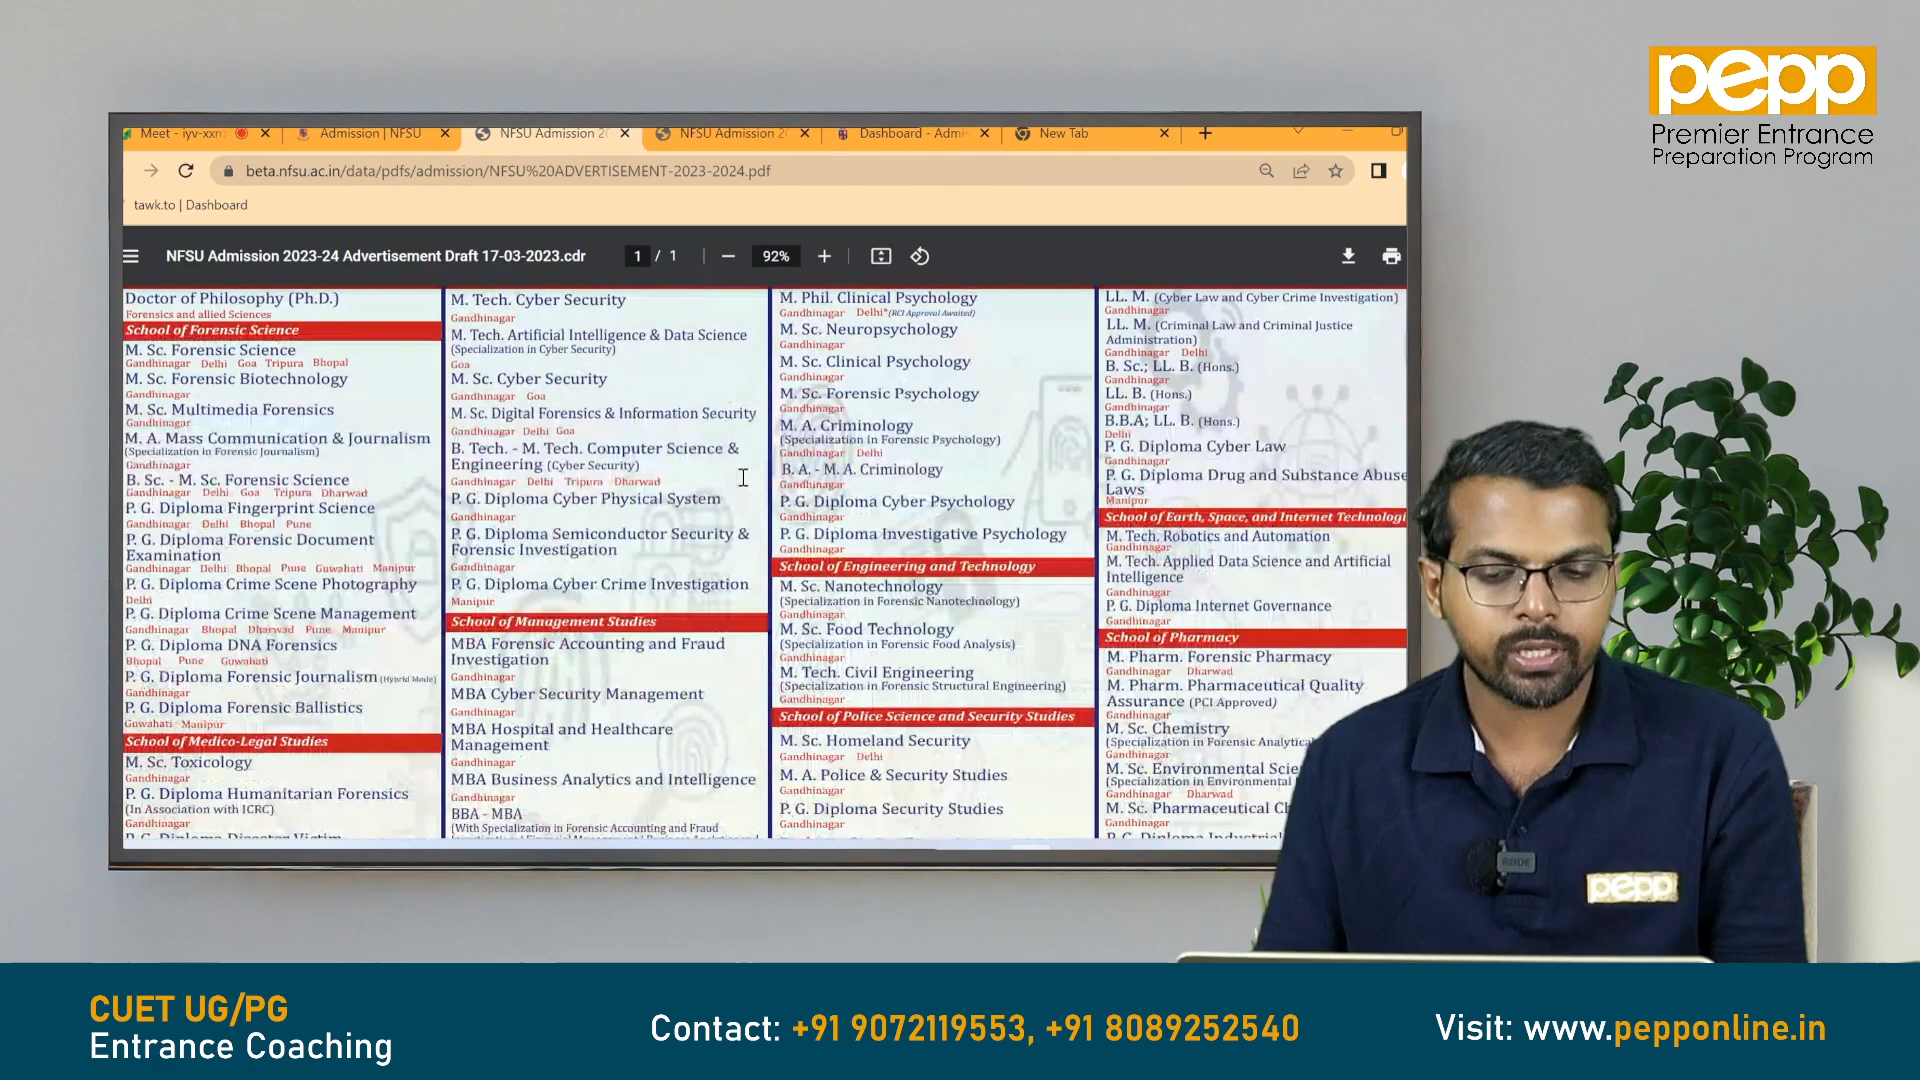 pepp
Premier Entrance
Preparation Program
Meet - iyv-xxn
Admission | NFSU
NFSU Admission 20
NFSU Admission 2
Dashboard - Admis
New Tab
beta.nfsu.ac.in/data/pdfs/admission/NFSU%20ADVERTISEMENT-2023-2024.pdf
tawk.to | Dashboard
NFSU Admission 2023-24 Advertisement Draft 17-03-2023.cdr
1 / 1
92%
Doctor of Philosophy (Ph.D.)
Forensics and allied Sciences
School of Forensic Science
M. Sc. Forensic Science
Gandhinagar Delhi Goa Tripura Bhopal
M. Sc. Forensic Biotechnology
Gandhinagar
M. Sc. Multimedia Forensics
Gandhinagar
M. A. Mass Communication & Journalism
(Specialization in Forensic Journalism)
Gandhinagar
B. Sc. - M. Sc. Forensic Science
Gandhinagar Delhi Goa Tripura Dharwad
P. G. Diploma Fingerprint Science
Gandhinagar Delhi Bhopal Pune
P. G. Diploma Forensic Document
Examination
Gandhinagar Delhi Bhopal Pune Guwahati Manipur
P. G. Diploma Crime Scene Photography
Delhi
P. G. Diploma Crime Scene Management
Gandhinagar Bhopal Dharwad Pune Manipur
P. G. Diploma DNA Forensics
Bhopal Pune Guwahati
P. G. Diploma Forensic Journalism (Hybrid Mode)
Gandhinagar
P. G. Diploma Forensic Ballistics
Guwahati Manipur
School of Medico-Legal Studies
M. Sc. Toxicology
Gandhinagar
P. G. Diploma Humanitarian Forensics
(In Association with ICRC)
Gandhinagar
P. G. Diploma Disaster Victim
M. Tech. Cyber Security
Gandhinagar
M. Tech. Artificial Intelligence & Data Science
(Specialization in Cyber Security)
Goa
M. Sc. Cyber Security
Gandhinagar Goa
M. Sc. Digital Forensics & Information Security
Gandhinagar Delhi Goa
B. Tech. - M. Tech. Computer Science &
Engineering (Cyber Security)
Gandhinagar Delhi Tripura Dharwad
P. G. Diploma Cyber Physical System
Gandhinagar
P. G. Diploma Semiconductor Security &
Forensic Investigation
Gandhinagar
P. G. Diploma Cyber Crime Investigation
Manipur
School of Management Studies
MBA Forensic Accounting and Fraud
Investigation
Gandhinagar
MBA Cyber Security Management
Gandhinagar
MBA Hospital and Healthcare
Management
Gandhinagar
MBA Business Analytics and Intelligence
Gandhinagar
BBA - MBA
(With Specialization in Forensic Accounting and Fraud
M. Phil. Clinical Psychology
Gandhinagar Delhi*(RCI Approval Awaited)
M. Sc. Neuropsychology
Gandhinagar
M. Sc. Clinical Psychology
Gandhinagar
M. Sc. Forensic Psychology
Gandhinagar
M. A. Criminology
(Specialization in Forensic Psychology)
Gandhinagar Delhi
B. A. - M. A. Criminology
Gandhinagar
P. G. Diploma Cyber Psychology
Gandhinagar
P. G. Diploma Investigative Psychology
Gandhinagar
School of Engineering and Technology
M. Sc. Nanotechnology
(Specialization in Forensic Nanotechnology)
Gandhinagar
M. Sc. Food Technology
(Specialization in Forensic Food Analysis)
Gandhinagar
M. Tech. Civil Engineering
(Specialization in Forensic Structural Engineering)
Gandhinagar
School of Police Science and Security Studies
M. Sc. Homeland Security
Gandhinagar Delhi
M. A. Police & Security Studies
Gandhinagar
P. G. Diploma Security Studies
Gandhinagar
LL. M. (Cyber Law and Cyber Crime Investigation)
Gandhinagar
LL. M. (Criminal Law and Criminal Justice
Administration)
Gandhinagar Delhi
B. Sc.; LL. B. (Hons.)
Gandhinagar
LL. B. (Hons.)
Gandhinagar
B.B.A; LL. B. (Hons.)
Delhi
P. G. Diploma Cyber Law
Gandhinagar
P. G. Diploma Drug and Substance Abuse
Laws
Manipur
School of Earth, Space, and Internet Technologi
M. Tech. Robotics and Automation
Gandhinagar
M. Tech. Applied Data Science and Artificial
Intelligence
Gandhinagar
P. G. Diploma Internet Governance
Gandhinagar
School of Pharmacy
M. Pharm. Forensic Pharmacy
Gandhinagar Dharwad
M. Pharm. Pharmaceutical Quality
Assurance (PCI Approved)
Gandhinagar
M. Sc. Chemistry
(Specialization in Forensic Analytica
Gandhinagar
M. Sc. Environmental Scie
(Specialization in Environmental
Gandhinagar Dharwad
M. Sc. Pharmaceutical Ch
P. G. Diploma Industrial
RODE
pepp
CUET UG/PG
Entrance Coaching
Contact: +91 9072119553, +91 8089252540
Visit: www.pepponline.in